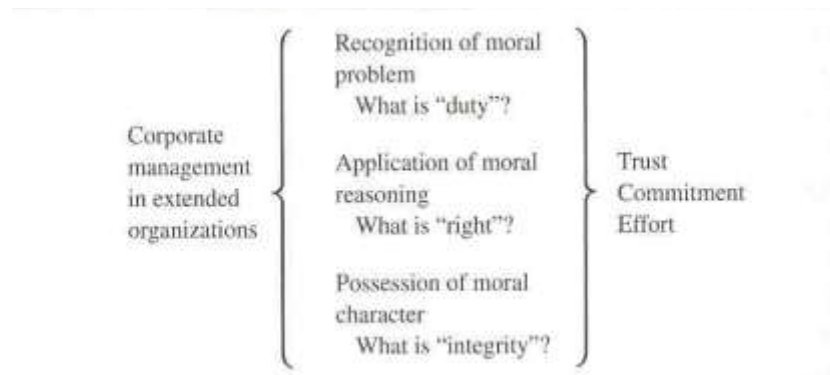 Corporate
management
in extended
organizations
Recognition of moral
problem
What is “duty”?
Application of moral
reasoning
What is “right”?
Possession of moral
character
What is “integrity”?
Trust
Commitment
Effort